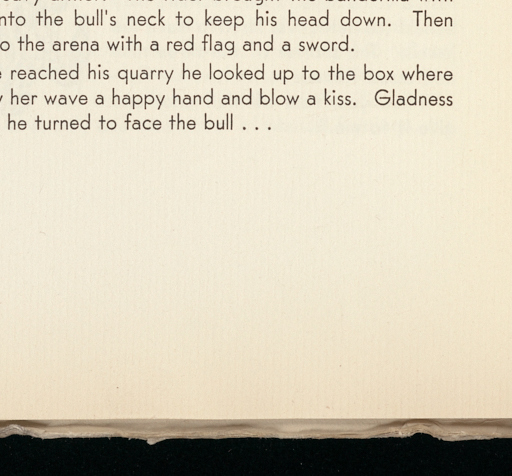 into the bull's neck to keep his head down. Then
o the arena with a red flag and a sword.
e reached his quarry he looked up to the box where
her wave a happy hand and blow a kiss. Gladness
he turned to face the bull . . .